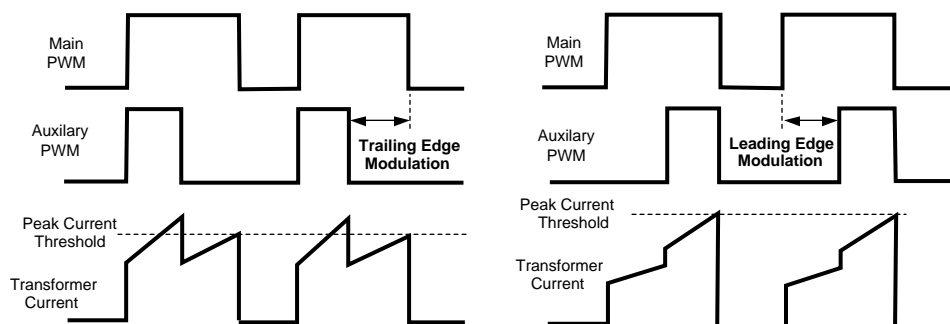 Main
PWM
Auxilary
PWM
Trailing Edge
Modulation
Peak Current
Threshold
Transformer
Current
Main
PWM
Auxilary
PWM
Leading Edge
Modulation
Peak Current
Threshold
Transformer
Current